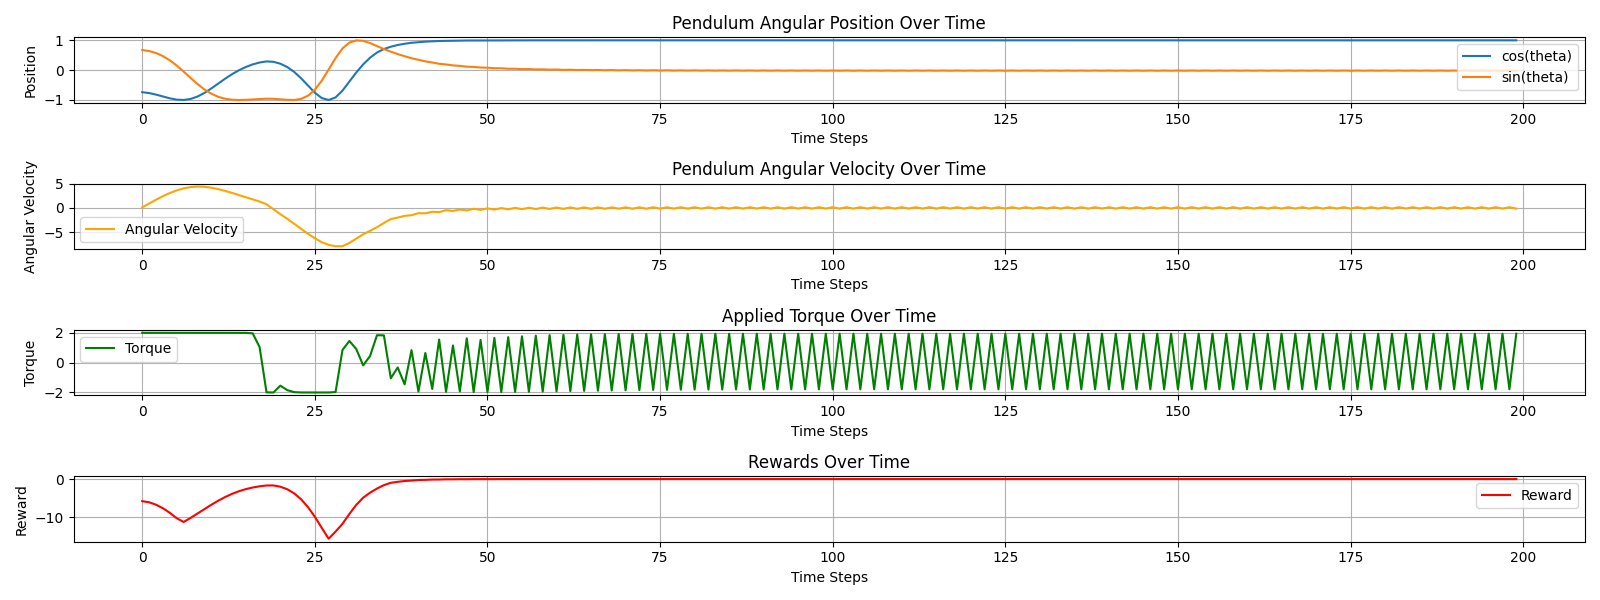 Pendulum Angular Position Over Time
Position
1
0
−1
cos(theta)
sin(theta)
0 25 50 75 100 125 150 175 200
Time Steps
Pendulum Angular Velocity Over Time
Angular Velocity
5
0
−5
Angular Velocity
0 25 50 75 100 125 150 175 200
Time Steps
Applied Torque Over Time
Torque
2
0
−2
Torque
0 25 50 75 100 125 150 175 200
Time Steps
Rewards Over Time
Reward
0
−10
Reward
0 25 50 75 100 125 150 175 200
Time Steps